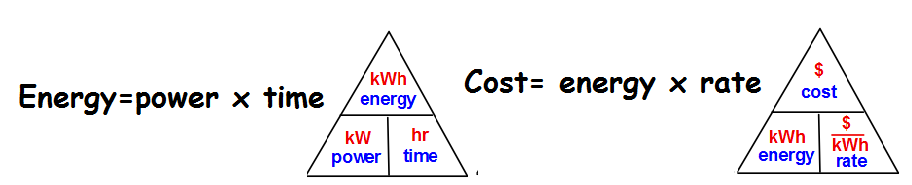 Energy=power x time
kWh
energy
kW
power
hr
time
Cost= energy x rate
$
cost
kWh
energy
$
kWh
rate